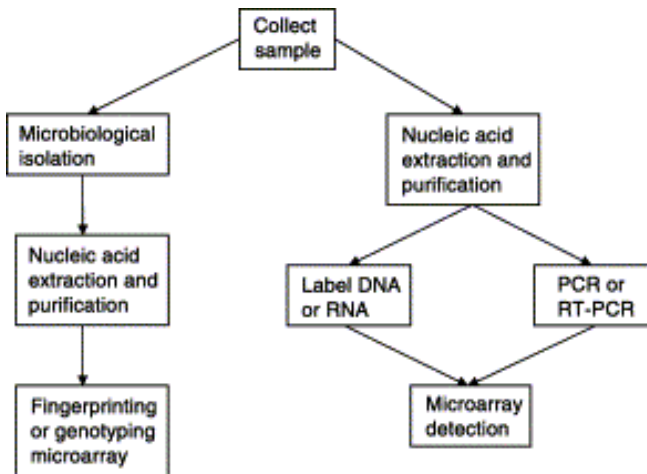 Collect
sample
Microbiological
isolation
Nucleic acid
extraction and
purification
Nucleic acid
extraction and
purification
Label DNA
or RNA
PCR or
RT-PCR
Fingerprinting
or genotyping
microarray
Microarray
detection